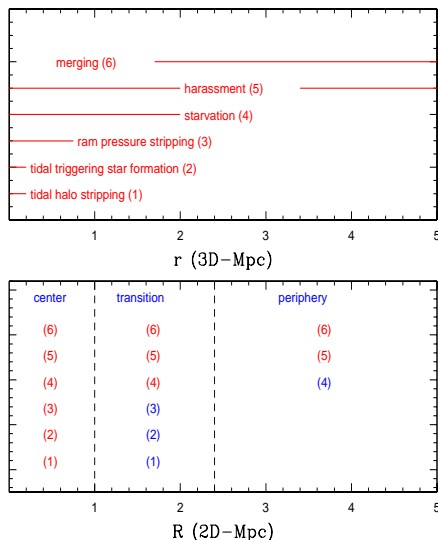 merging (6)
harassment (5)
starvation (4)
ram pressure stripping (3)
tidal triggering star formation (2)
tidal halo stripping (1)
1 2 3 4 5
r (3D-Mpc)
center transition periphery
(6) (6) (6)
(5) (5) (5)
(4) (4) (4)
(3) (3)
(2) (2)
(1) (1)
1 2 3 4 5
R (2D-Mpc)